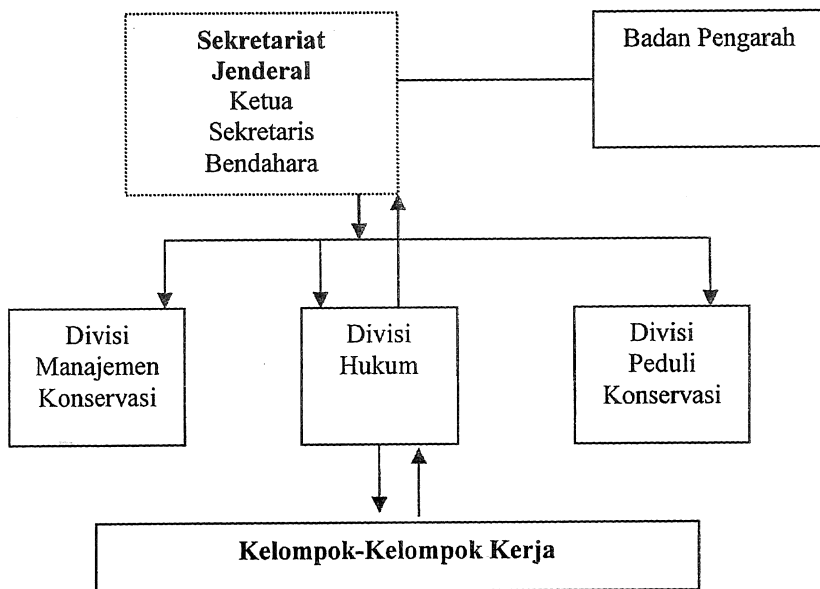 Sekretariat
Jenderal
Ketua
Sekretaris
Bendahara
Badan Pengarah
Divisi
Manajemen
Konservasi
Divisi
Hukum
Divisi
Peduli
Konservasi
Kelompok-Kelompok Kerja